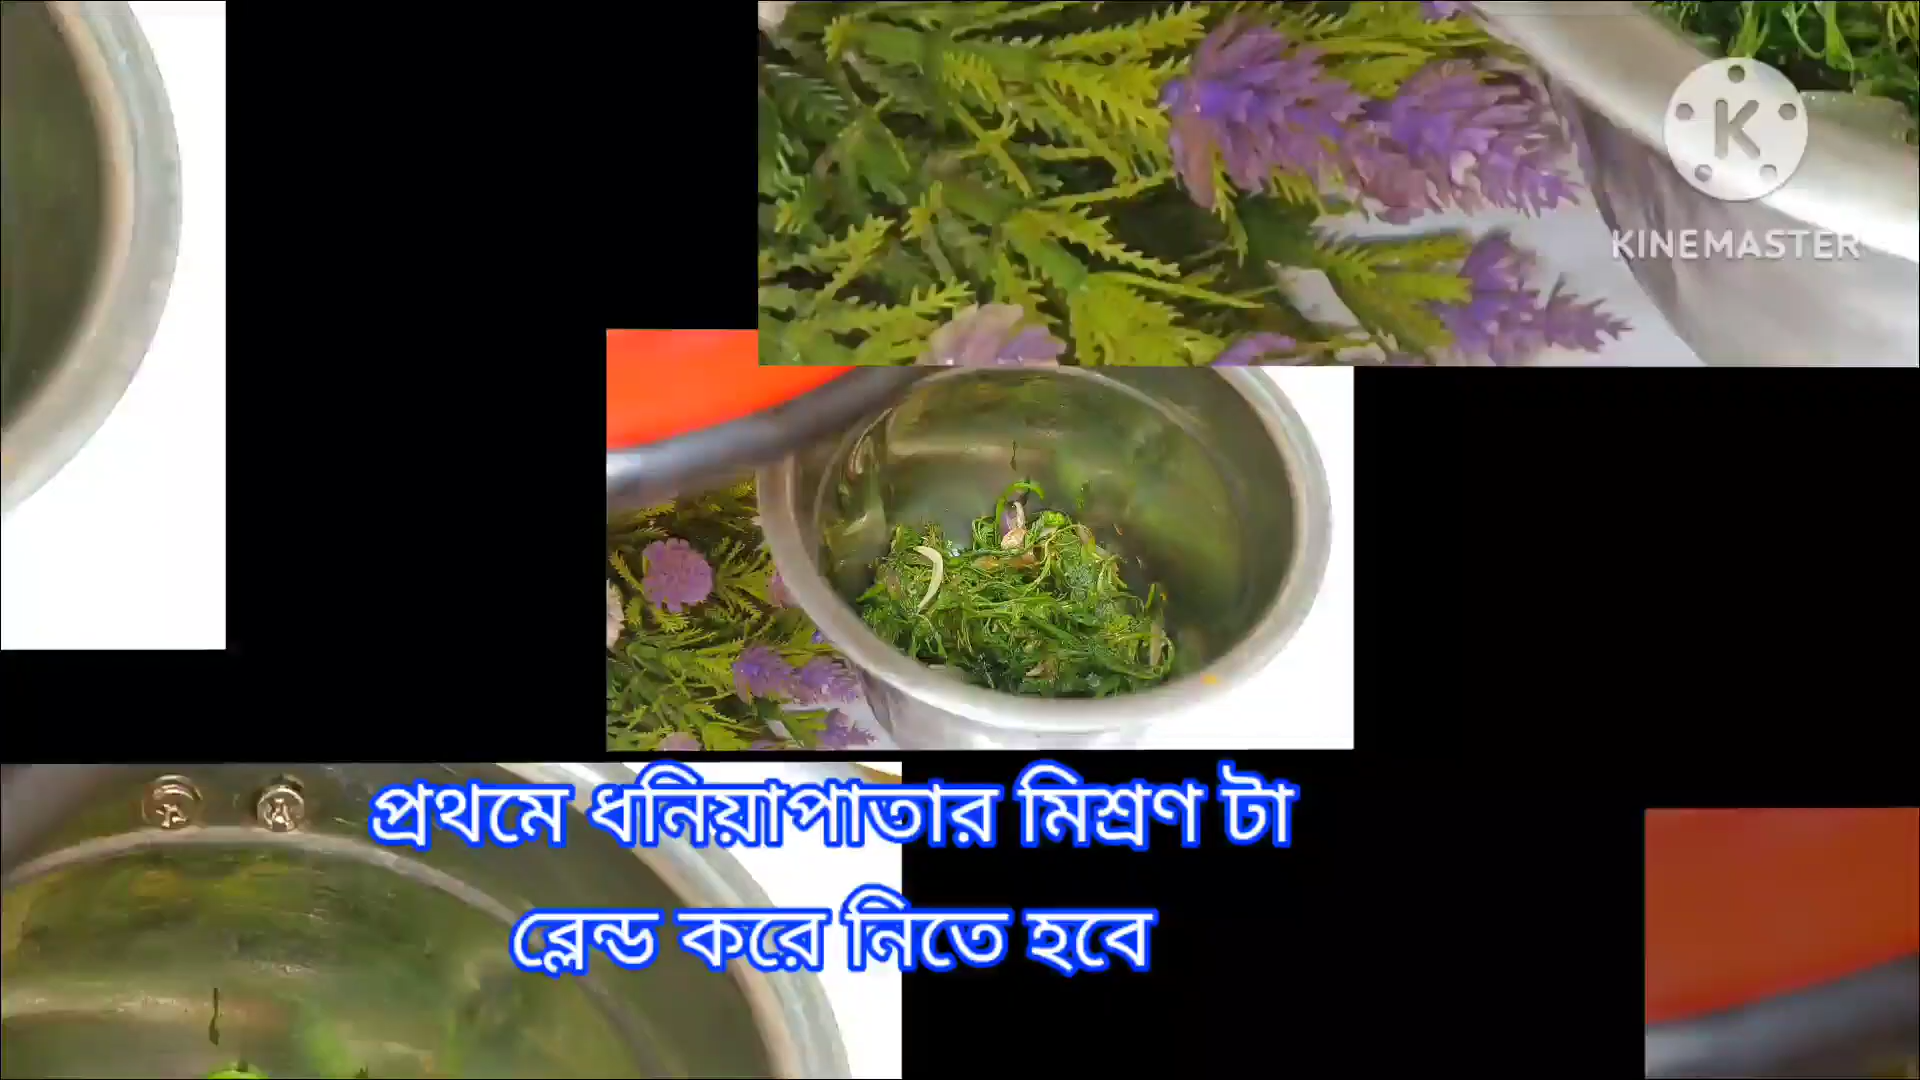 K
KINEMASTER
প্রথমে ধনিয়াপাতার মিশ্রণ টা
ব্লেন্ড করে নিতে হবে